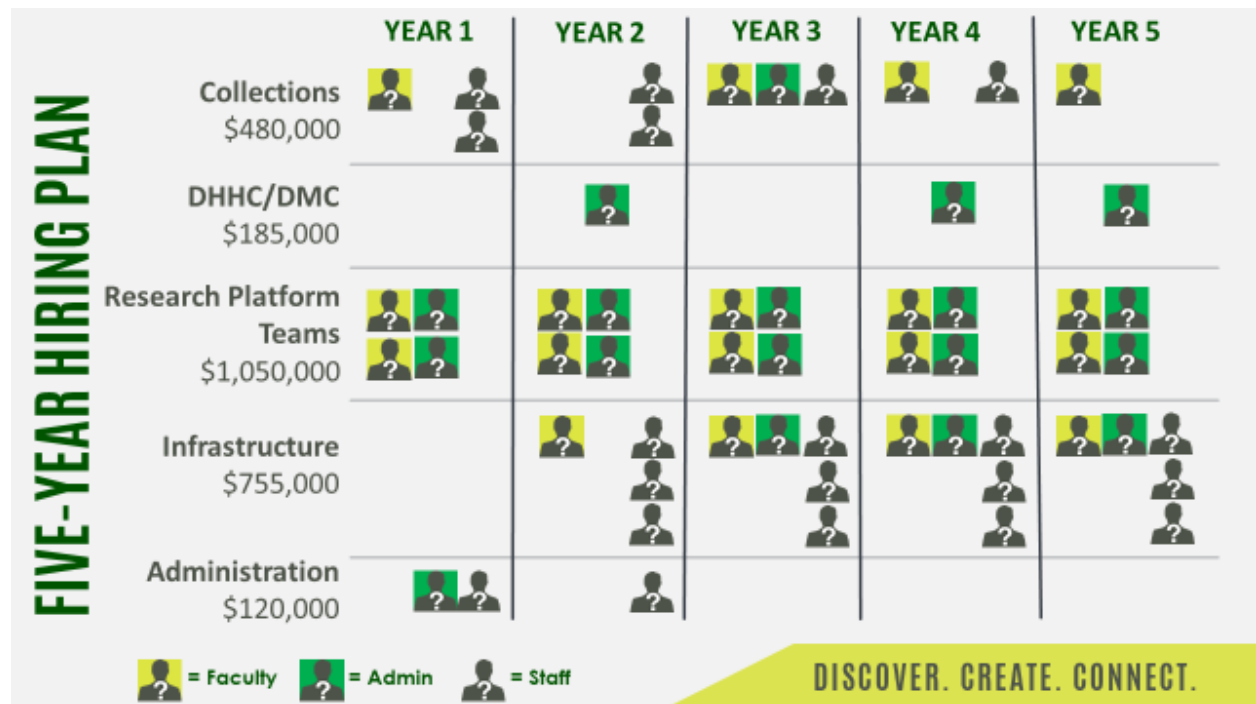 FIVE-YEAR HIRING PLAN
YEAR 1 YEAR 2 YEAR 3 YEAR 4 YEAR 5
Collections
$480,000
DHHC/DMC
$185,000
Research Platform
Teams
$1,050,000
Infrastructure
$755,000
Administration
$120,000
= Faculty = Admin = Staff
DISCOVER. CREATE. CONNECT.